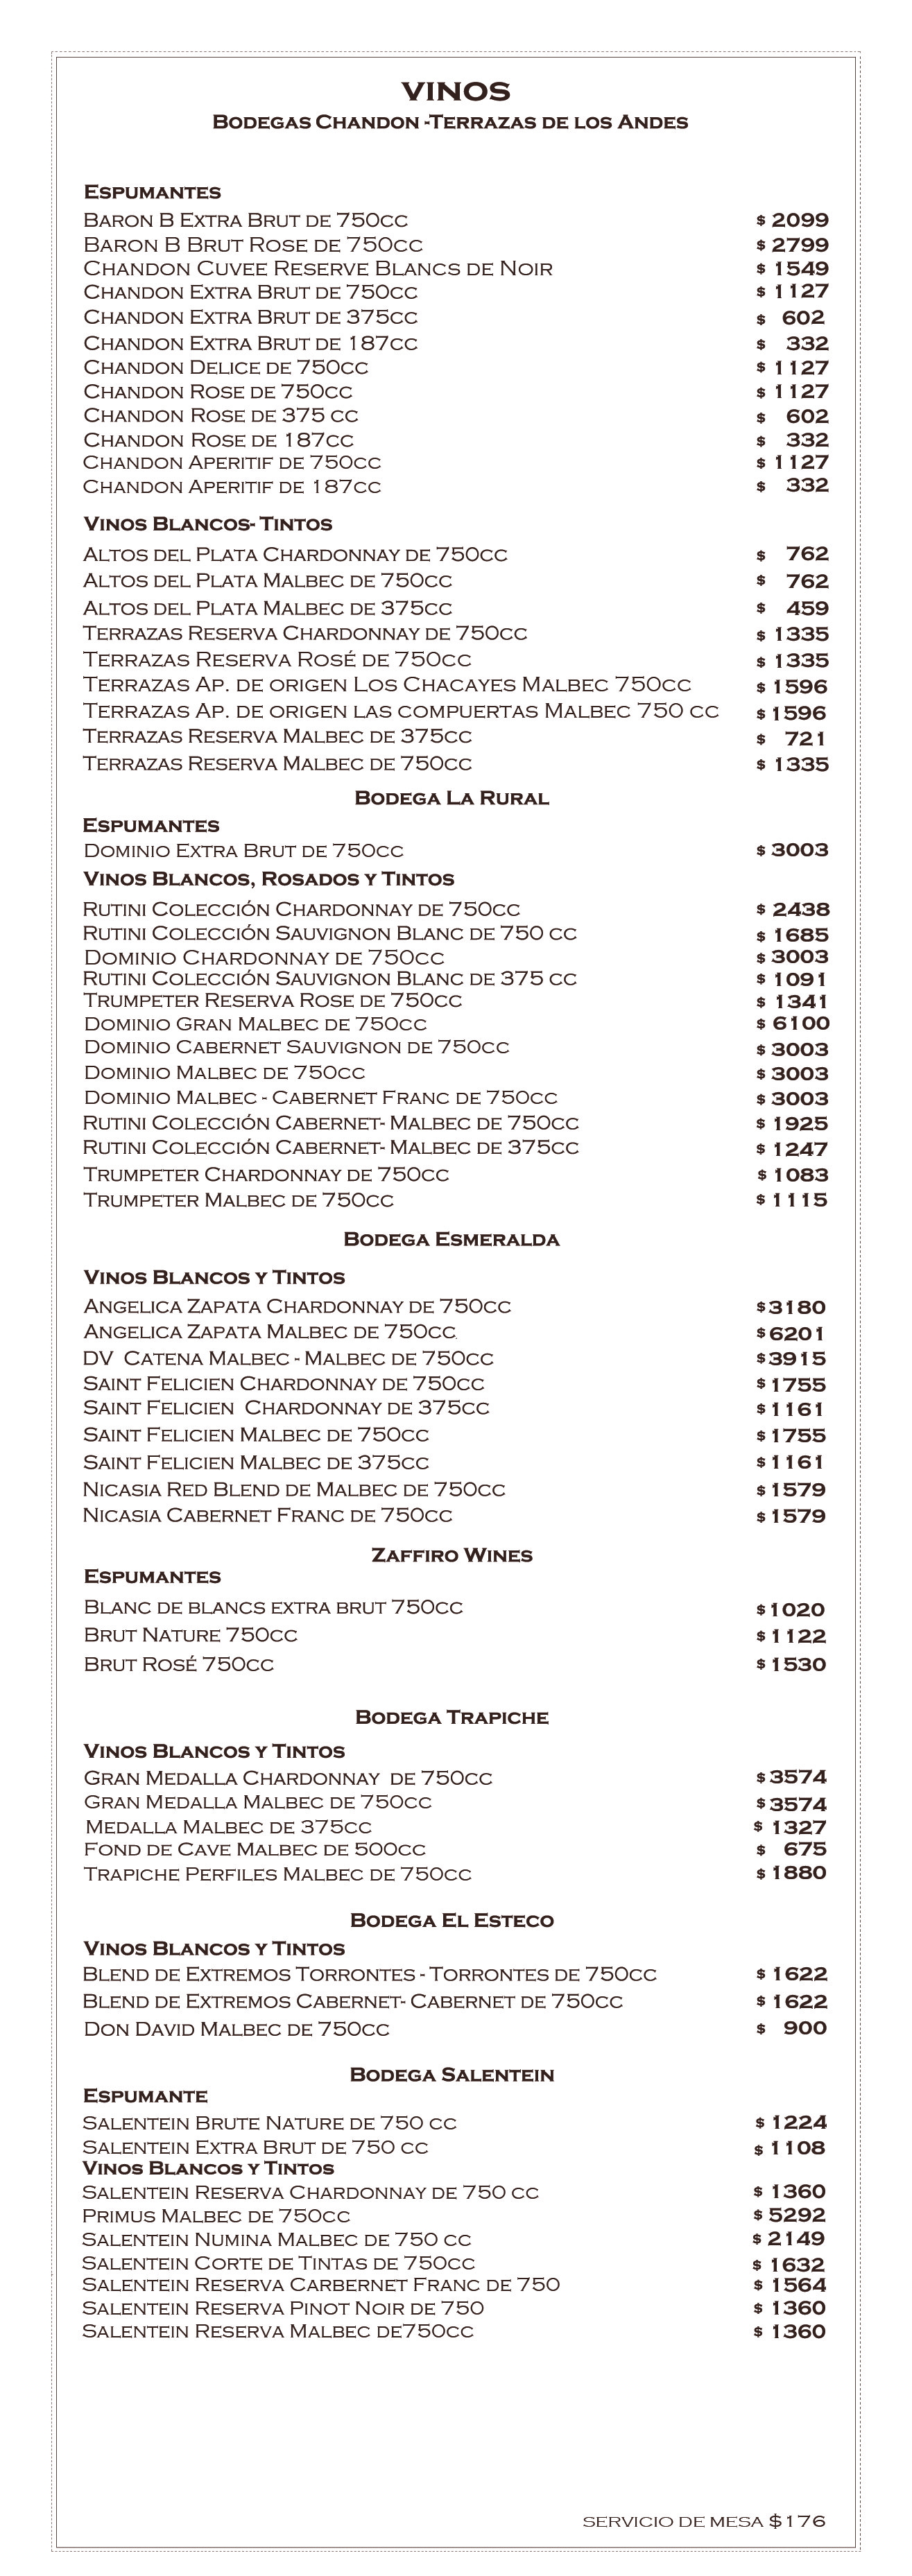 VINOS
BODEGAS CHANDON -TERRAZAS DE LOS ANDES
ESPUMANTES
BARON B EXTRA BRUT DE 750CC $ 2099
BARON B BRUT ROSE DE 750CC $ 2799
CHANDON CUVEE RESERVE BLANCS DE NOIR $ 1549
CHANDON EXTRA BRUT DE 750CC $ 1127
CHANDON EXTRA BRUT DE 375CC $ 602
CHANDON EXTRA BRUT DE 187CC $ 332
CHANDON DELICE DE 750CC $ 1127
CHANDON ROSE DE 750CC $ 1127
CHANDON ROSE DE 375 CC $ 602
CHANDON ROSE DE 187CC $ 332
CHANDON APERITIF DE 750CC $ 1127
CHANDON APERITIF DE 187CC $ 332
VINOS BLANCOS- TINTOS
ALTOS DEL PLATA CHARDONNAY DE 750CC $ 762
ALTOS DEL PLATA MALBEC DE 750CC $ 762
ALTOS DEL PLATA MALBEC DE 375CC $ 459
TERRAZAS RESERVA CHARDONNAY DE 750CC $ 1335
TERRAZAS RESERVA ROSÉ DE 750CC $ 1335
TERRAZAS AP. DE ORIGEN LOS CHACAYES MALBEC 750CC $ 1596
TERRAZAS AP. DE ORIGEN LAS COMPUERTAS MALBEC 750 CC $ 1596
TERRAZAS RESERVA MALBEC DE 375CC $ 721
TERRAZAS RESERVA MALBEC DE 750CC $ 1335
BODEGA LA RURAL
ESPUMANTES
DOMINIO EXTRA BRUT DE 750CC $ 3003
VINOS BLANCOS, ROSADOS Y TINTOS
RUTINI COLECCIÓN CHARDONNAY DE 750CC $ 2438
RUTINI COLECCIÓN SAUVIGNON BLANC DE 750 CC $ 1685
DOMINIO CHARDONNAY DE 750CC $ 3003
RUTINI COLECCIÓN SAUVIGNON BLANC DE 375 CC $ 1091
TRUMPETER RESERVA ROSE DE 750CC $ 1341
DOMINIO GRAN MALBEC DE 750CC $ 6100
DOMINIO CABERNET SAUVIGNON DE 750CC $ 3003
DOMINIO MALBEC DE 750CC $ 3003
DOMINIO MALBEC - CABERNET FRANC DE 750CC $ 3003
RUTINI COLECCIÓN CABERNET- MALBEC DE 750CC $ 1925
RUTINI COLECCIÓN CABERNET- MALBEC DE 375CC $ 1247
TRUMPETER CHARDONNAY DE 750CC $ 1083
TRUMPETER MALBEC DE 750CC $ 1115
BODEGA ESMERALDA
VINOS BLANCOS Y TINTOS
ANGELICA ZAPATA CHARDONNAY DE 750CC $3180
ANGELICA ZAPATA MALBEC DE 750CC. $6201
DV CATENA MALBEC - MALBEC DE 750CC $3915
SAINT FELICIEN CHARDONNAY DE 750CC $ 1755
SAINT FELICIEN CHARDONNAY DE 375CC $ 1161
SAINT FELICIEN MALBEC DE 750CC $ 1755
SAINT FELICIEN MALBEC DE 375CC $ 1161
NICASIA RED BLEND DE MALBEC DE 750CC $ 1579
NICASIA CABERNET FRANC DE 750CC $ 1579
ZAFFIRO WINES
ESPUMANTES
BLANC DE BLANCS EXTRA BRUT 750CC $ 1020
BRUT NATURE 750CC $ 1122
BRUT ROSÉ 750CC $ 1530
BODEGA TRAPICHE
VINOS BLANCOS Y TINTOS
GRAN MEDALLA CHARDONNAY DE 750CC $ 3574
GRAN MEDALLA MALBEC DE 750CC $ 3574
MEDALLA MALBEC DE 375CC $ 1327
FOND DE CAVE MALBEC DE 500CC $ 675
TRAPICHE PERFILES MALBEC DE 750CC $ 1880
BODEGA EL ESTECO
VINOS BLANCOS Y TINTOS
BLEND DE EXTREMOS TORRONTES - TORRONTES DE 750CC $ 1622
BLEND DE EXTREMOS CABERNET- CABERNET DE 750CC $ 1622
DON DAVID MALBEC DE 750CC $ 900
BODEGA SALENTEIN
ESPUMANTE
SALENTEIN BRUTE NATURE DE 750 CC $ 1224
SALENTEIN EXTRA BRUT DE 750 CC $ 1108
VINOS BLANCOS Y TINTOS
SALENTEIN RESERVA CHARDONNAY DE 750 CC $ 1360
PRIMUS MALBEC DE 750CC $ 5292
SALENTEIN NUMINA MALBEC DE 750 CC $ 2149
SALENTEIN CORTE DE TINTAS DE 750CC $ 1632
SALENTEIN RESERVA CARBERNET FRANC DE 750 $ 1564
SALENTEIN RESERVA PINOT NOIR DE 750 $ 1360
SALENTEIN RESERVA MALBEC DE750CC $ 1360
SERVICIO DE MESA $176